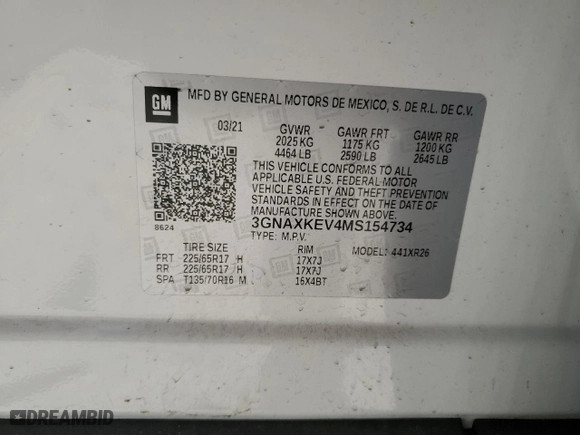 GM
MFD BY GENERAL MOTORS DE MEXICO, S. DE R.L. DE C.V.
03/21 GVWR GAWR FRT GAWR RR
2025 KG 1175 KG 1200 KG
4464 LB 2590 LB 2645 LB
THIS VEHICLE CONFORMS TO ALL
APPLICABLE U.S. FEDERAL MOTOR
VEHICLE SAFETY AND THEFT PREVENTION
STANDARDS IN EFFECT ON THE DATE OF
MANUFACTURE SHOWN ABOVE.
8624 3GNAXKEV4MS154734
TYPE: M.P.V. MODEL: 441XR26
TIRE SIZE RIM
FRT 225/65R17 H 17X7J
RR 225/65R17 H 17X7J
SPA T135/70R16 M 16X4BT
DREAMBID